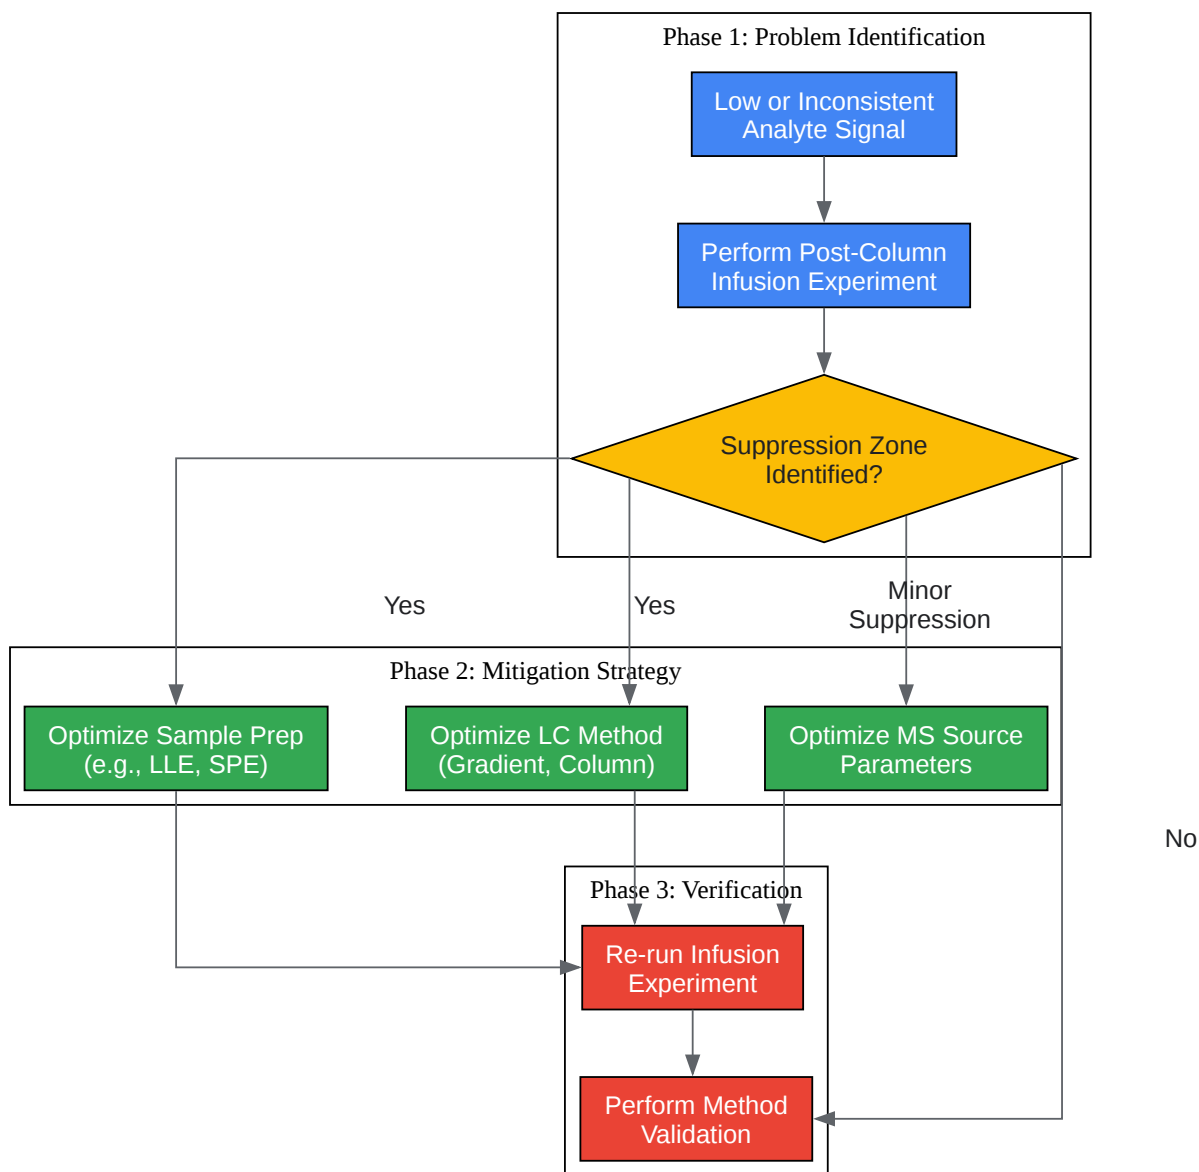 Phase 1: Problem Identification
Low or Inconsistent
Analyte Signal
Perform Post-Column
Infusion Experiment
Suppression Zone
Identified?
Yes
Yes
Minor
Suppression
Phase 2: Mitigation Strategy
Optimize Sample Prep
(e.g., LLE, SPE)
Optimize LC Method
(Gradient, Column)
Optimize MS Source
Parameters
No
Phase 3: Verification
Re-run Infusion
Experiment
Perform Method
Validation